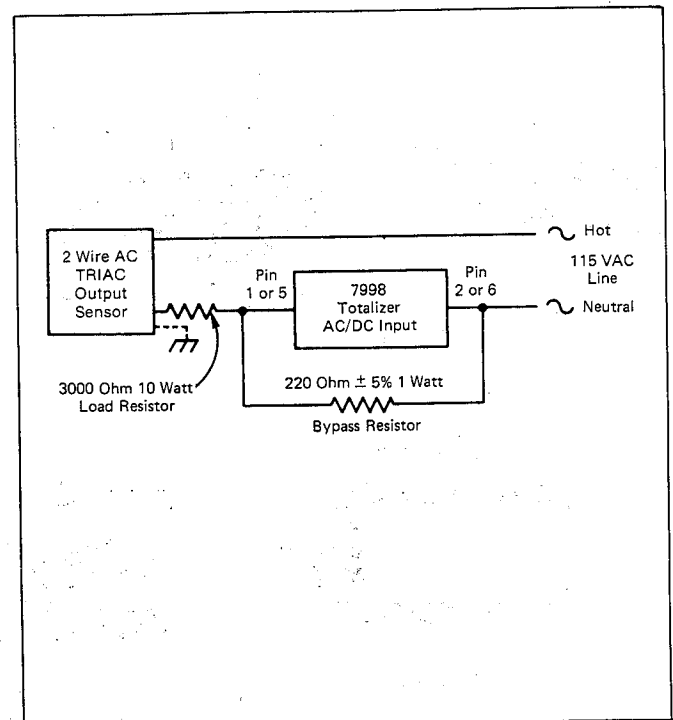 2 Wire AC
TRIAC
Output
Sensor
Hot
115 VAC
Line
Neutral
Pin
1 or 5
7998
Totalizer
AC/DC Input
Pin
2 or 6
3000 Ohm 10 Watt
Load Resistor
220 Ohm ± 5% 1 Watt
Bypass Resistor